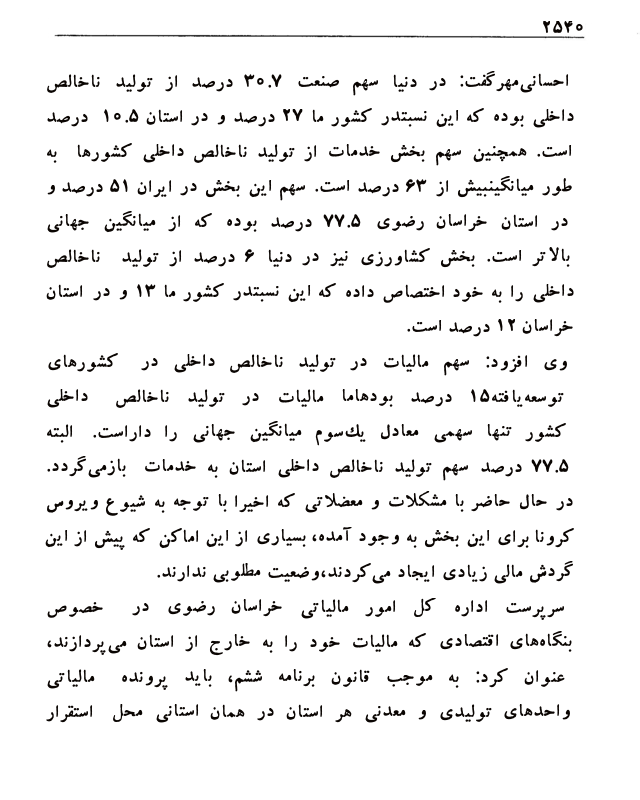 ۲۵۴۰
احسانی‌مهرگفت: در دنیا سهم صنعت ۳۰.۷ درصد از تولید ناخالص
داخلی بوده که این نسبتدر کشور ما ۲۷ درصد و در استان ۱۰.۵ درصد
است. همچنین سهم بخش خدمات از تولید ناخالص داخلی کشورها به
طور میانگینبیش از ۶۳ درصد است. سهم این بخش در ایران ۵۱ درصد و
در استان خراسان رضوی ۷۷.۵ درصد بوده که از میانگین جهانی
بالاتر است. بخش کشاورزی نیز در دنیا ۶ درصد از تولید ناخالص
داخلی را به خود اختصاص داده که این نسبتدر کشور ما ۱۳ و در استان
خراسان ۱۲ درصد است.
وی افزود: سهم مالیات در تولید ناخالص داخلی در کشورهای
توسعه‌یافته۱۵ درصد بودهاما مالیات در تولید ناخالص داخلی
کشور تنها سهمی معادل یك‌سوم میانگین جهانی را داراست. البته
۷۷.۵ درصد سهم تولید ناخالص داخلی استان به خدمات بازمی‌گردد.
در حال حاضر با مشکلات و معضلاتی که اخیرا با توجه به شیوع ویروس
کرونا برای این بخش به وجود آمده، بسیاری از این اماکن که پیش از این
گردش مالی زیادی ایجاد می‌کردند،وضعیت مطلوبی ندارند.
سرپرست اداره کل امور مالیاتی خراسان رضوی در خصوص
بنگاه‌های اقتصادی که مالیات خود را به خارج از استان می‌پردازند،
عنوان کرد: به موجب قانون برنامه ششم، باید پرونده مالیاتی
واحدهای تولیدی و معدنی هر استان در همان استانی محل استقرار